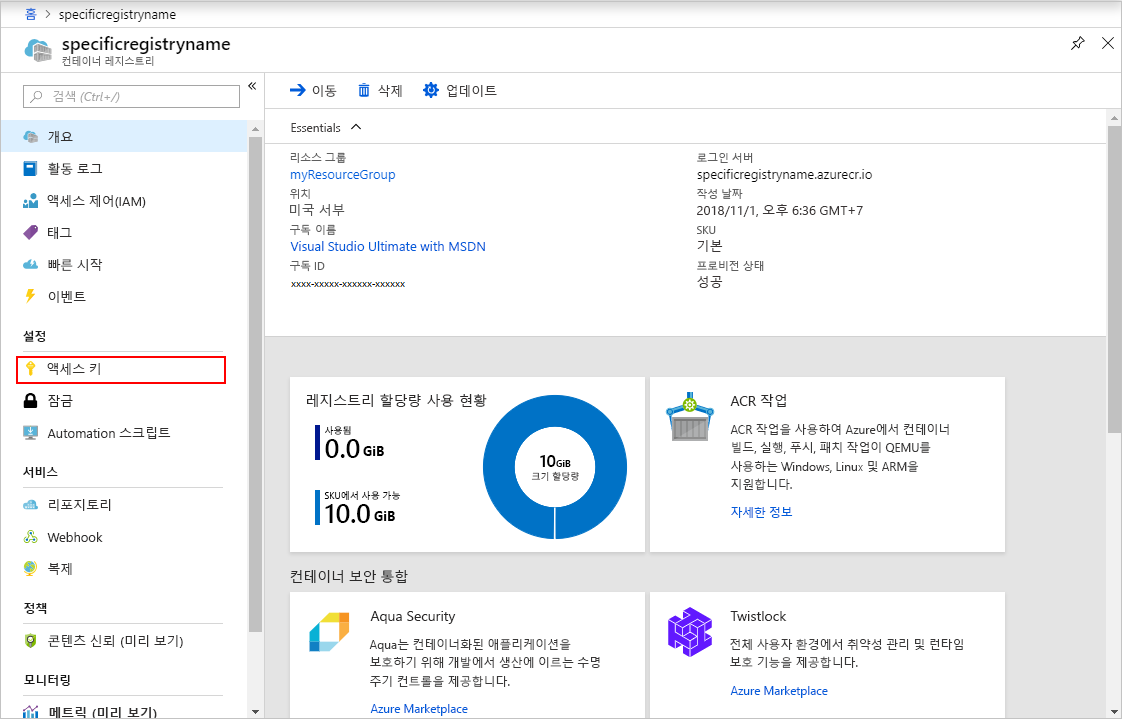 홈 > specificregistryname
specificregistryname
컨테이너 레지스트리
검색 (Ctrl+/)
«
개요
활동 로그
액세스 제어(IAM)
태그
빠른 시작
이벤트
설정
액세스 키
잠금
Automation 스크립트
서비스
리포지토리
Webhook
복제
정책
콘텐츠 신뢰 (미리 보기)
모니터링
메트릭 (미리 보기)
이동 삭제 업데이트
Essentials
리소스 그룹
myResourceGroup
위치
미국 서부
구독 이름
Visual Studio Ultimate with MSDN
구독 ID
xxxx-xxxxx-xxxxxx-xxxxxx
로그인 서버
specificregistryname.azurecr.io
작성 날짜
2018/11/1, 오후 6:36 GMT+7
SKU
기본
프로비전 상태
성공
레지스트리 할당량 사용 현황
사용됨
0.0 GiB
SKU에서 사용 가능
10.0 GiB
10GiB
크기 할당량
ACR 작업
ACR 작업을 사용하여 Azure에서 컨테이너
빌드, 실행, 푸시, 패치 작업이 QEMU를
사용하는 Windows, Linux 및 ARM을
지원합니다.
자세한 정보
컨테이너 보안 통합
Aqua Security
Aqua는 컨테이너화된 애플리케이션을
보호하기 위해 개발에서 생산에 이르는 수명
주기 컨트롤을 제공합니다.
Azure Marketplace
Twistlock
전체 사용자 환경에서 취약성 관리 및 런타임
보호 기능을 제공합니다.
Azure Marketplace